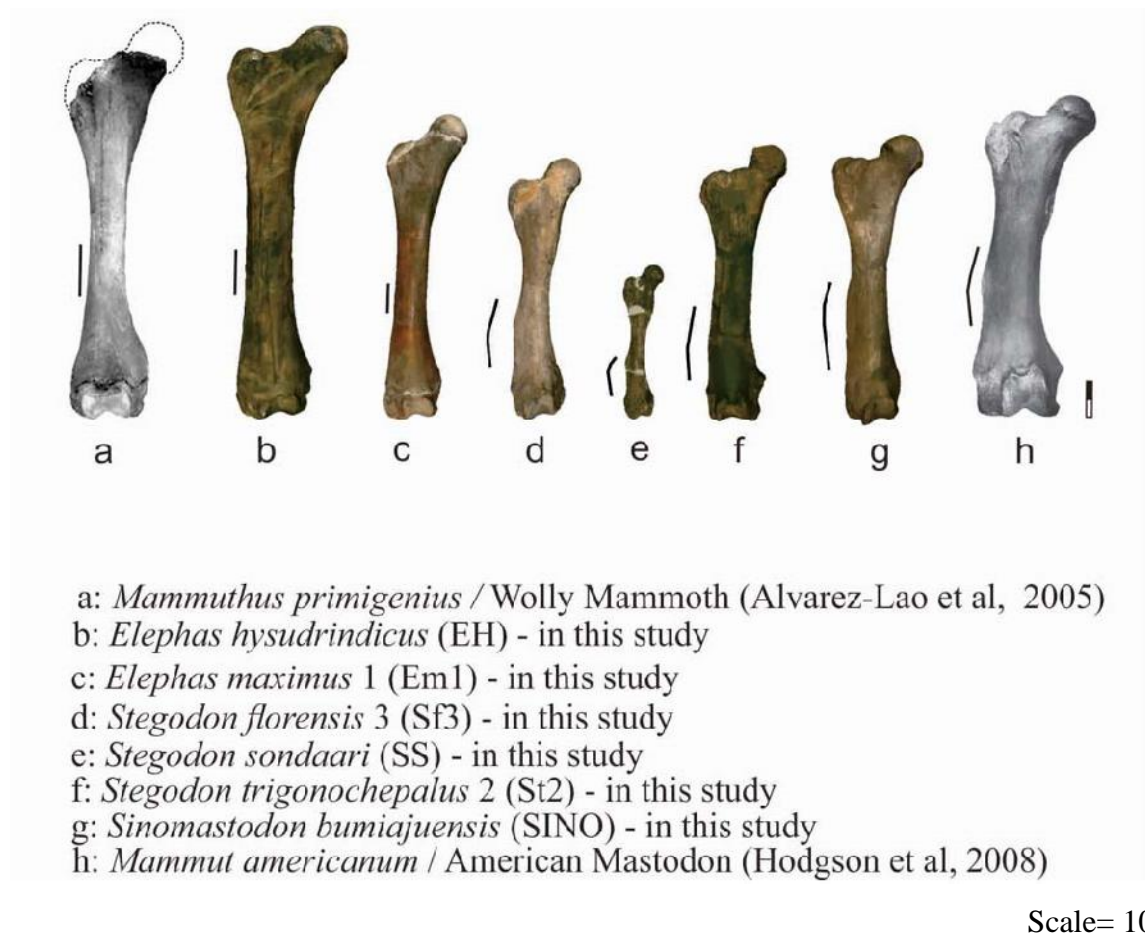 a b c d e f g h
a: Mammuthus primigenius / Wolly Mammoth (Alvarez-Lao et al, 2005)
b: Elephas hysudrindicus (EH) - in this study
c: Elephas maximus 1 (Em1) - in this study
d: Stegodon florensis 3 (Sf3) - in this study
e: Stegodon sondaari (SS) - in this study
f: Stegodon trigonochepalus 2 (St2) - in this study
g: Sinomastodon bumiajuensis (SINO) - in this study
h: Mammut americanum / American Mastodon (Hodgson et al, 2008)
Scale= 10